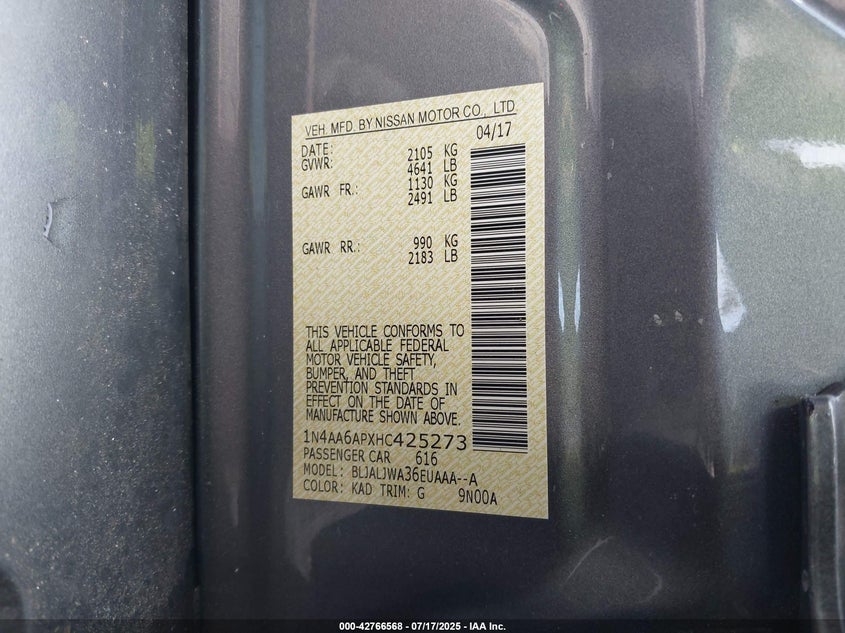 VEH. MFD. BY NISSAN MOTOR CO., LTD.
DATE: 04/17
GVWR: 2105 KG
4641 LB
GAWR FR.: 1130 KG
2491 LB
GAWR RR.: 990 KG
2183 LB
THIS VEHICLE CONFORMS TO
ALL APPLICABLE FEDERAL
MOTOR VEHICLE SAFETY,
BUMPER, AND THEFT
PREVENTION STANDARDS IN
EFFECT ON THE DATE OF
MANUFACTURE SHOWN ABOVE.
1N4AA6APXHC425273
PASSENGER CAR 616
MODEL: BLJALJWA36EUAAA--A
COLOR: KAD TRIM: G 9N00A
000-42766568 - 07/17/2025 - IAA Inc.